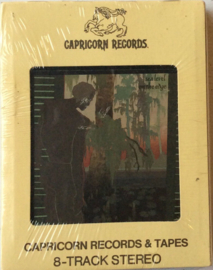 CAPRICORN RECORDS.
CAPRICORN RECORDS & TAPES
8-TRACK STEREO